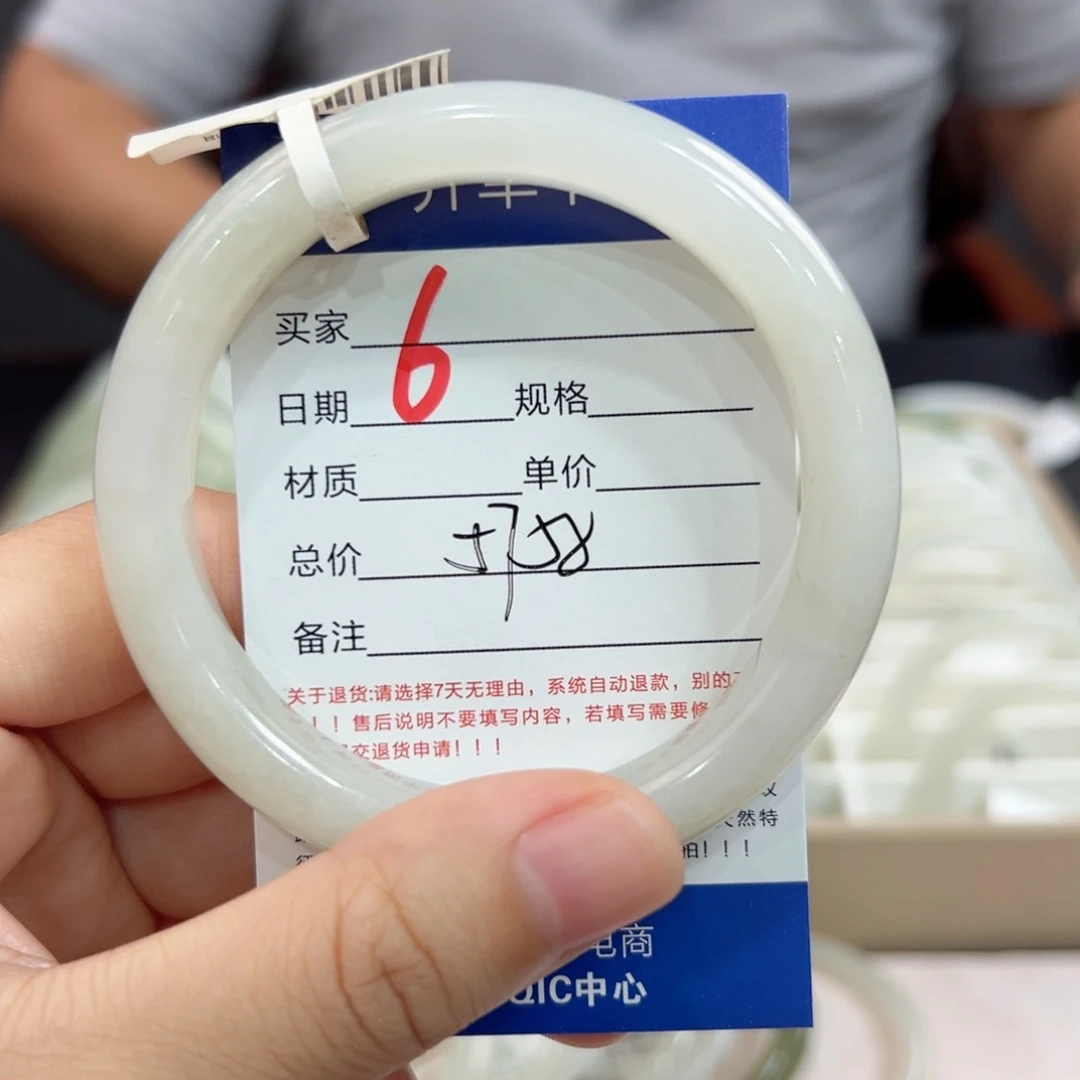 6
买家
日期 规格
材质 单价
总价
58
备注
关于退货:请选择7天无理由，系统自动退款，别的
！！售后说明不要填写内容，若填写需要修
交退货申请！！！
天然特
怕！！！
电商
QIC中心